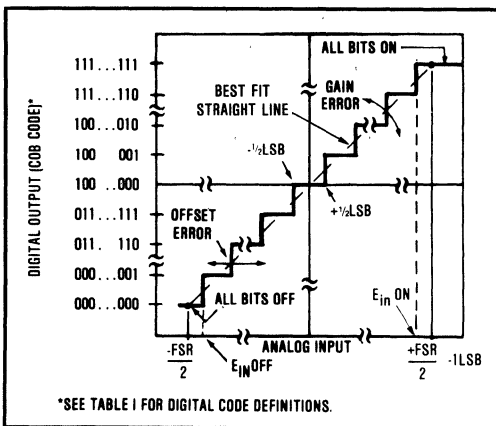 ALL BITS ON
111...111
111...110
100...010
100 001
100 ..000
011...111
011. 110
000...001
000...000
DIGITAL OUTPUT (COB CODE)*
BEST FIT
STRAIGHT LINE
GAIN
ERROR
-½LSB
+½LSB
OFFSET
ERROR
ALL BITS OFF
Ein ON
ANALOG INPUT
-FSR
2
EIN OFF
+FSR
2
-1LSB
*SEE TABLE I FOR DIGITAL CODE DEFINITIONS.